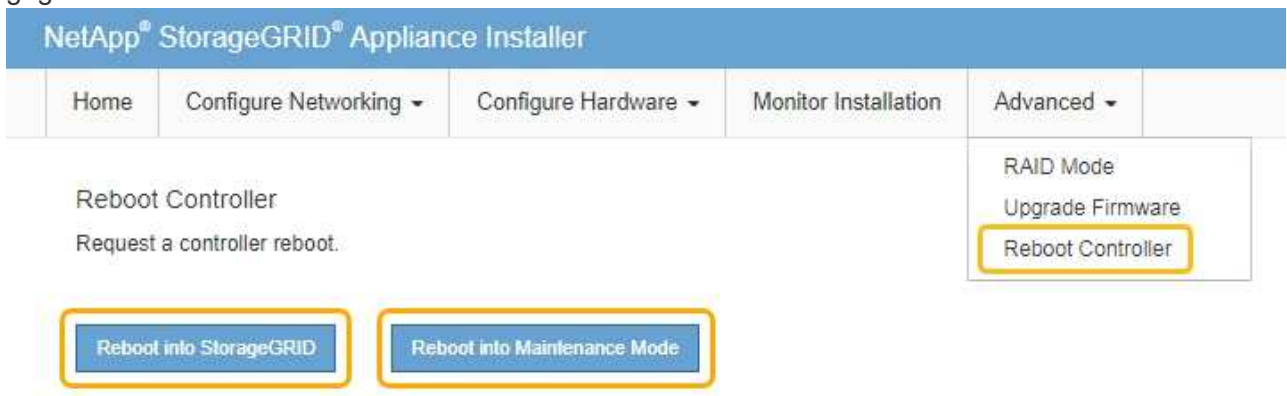 NetApp® StorageGRID® Appliance Installer
Home Configure Networking Configure Hardware Monitor Installation Advanced
RAID Mode
Upgrade Firmware
Reboot Controller
Reboot Controller
Request a controller reboot.
Reboot into StorageGRID Reboot into Maintenance Mode